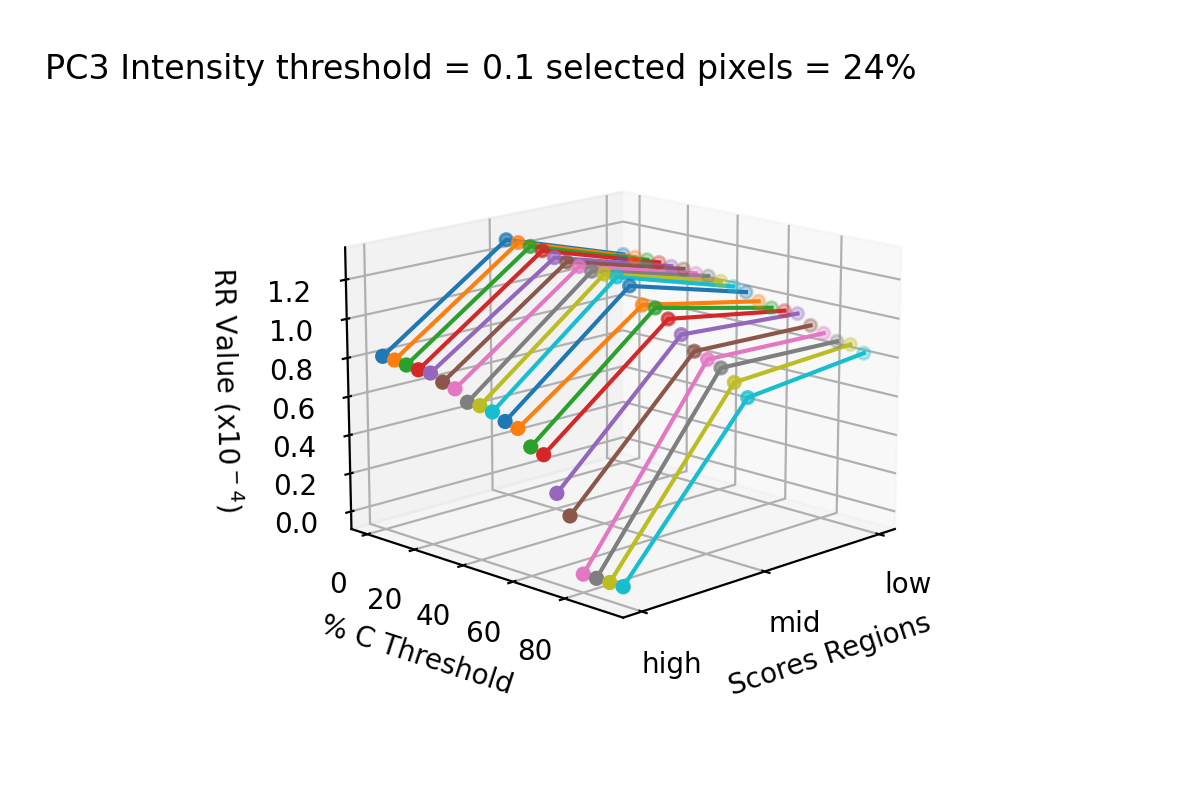 PC3 Intensity threshold = 0.1 selected pixels = 24%
RR Value (x10⁻⁴)
1.2
1.0
0.8
0.6
0.4
0.2
0.0
0
20
40
60
80
% C Threshold
high
mid
low
Scores Regions